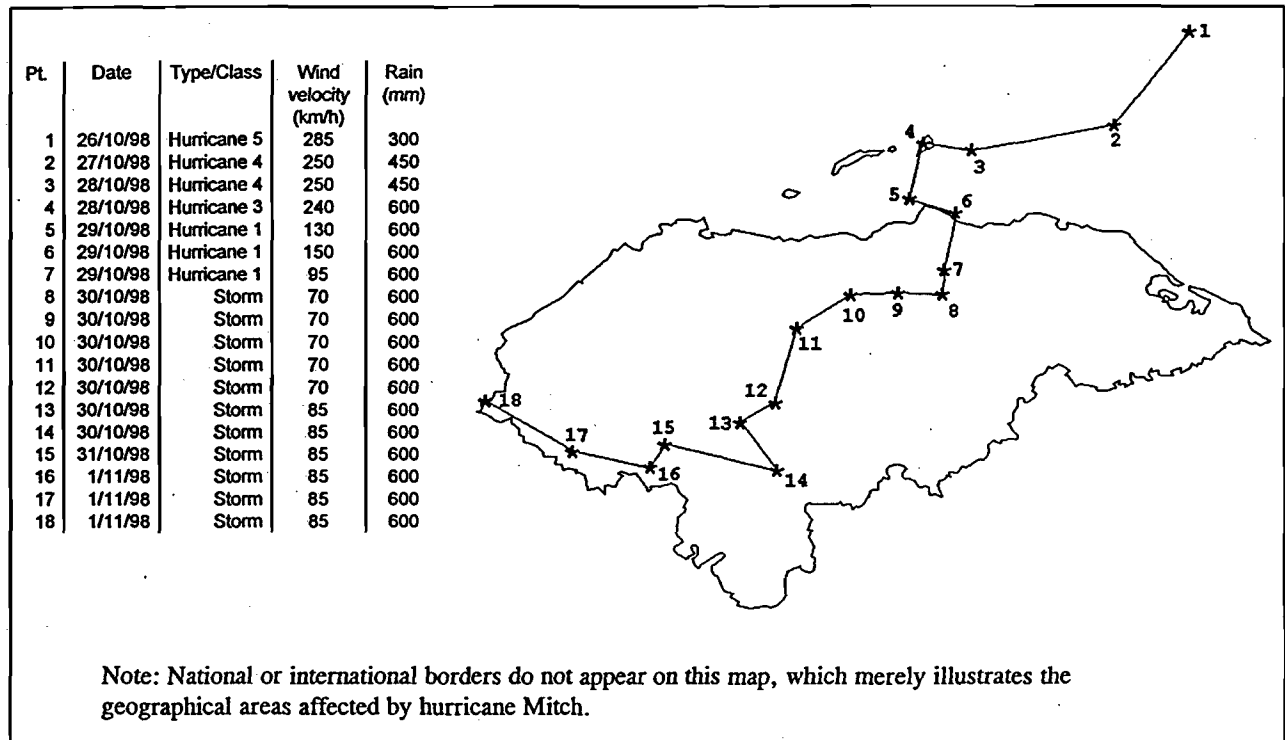 Pt. Date Type/Class Wind velocity (km/h) Rain (mm)
1 26/10/98 Hurricane 5 285 300
2 27/10/98 Hurricane 4 250 450
3 28/10/98 Hurricane 4 250 450
4 28/10/98 Hurricane 3 240 600
5 29/10/98 Hurricane 1 130 600
6 29/10/98 Hurricane 1 150 600
7 29/10/98 Hurricane 1 95 600
8 30/10/98 Storm 70 600
9 30/10/98 Storm 70 600
10 30/10/98 Storm 70 600
11 30/10/98 Storm 70 600
12 30/10/98 Storm 70 600
13 30/10/98 Storm 85 600
14 30/10/98 Storm 85 600
15 31/10/98 Storm 85 600
16 1/11/98 Storm 85 600
17 1/11/98 Storm 85 600
18 1/11/98 Storm 85 600
1
2
3
4
5
6
7
8
9
10
11
12
13
14
15
16
17
18
Note: National or international borders do not appear on this map, which merely illustrates the
geographical areas affected by hurricane Mitch.